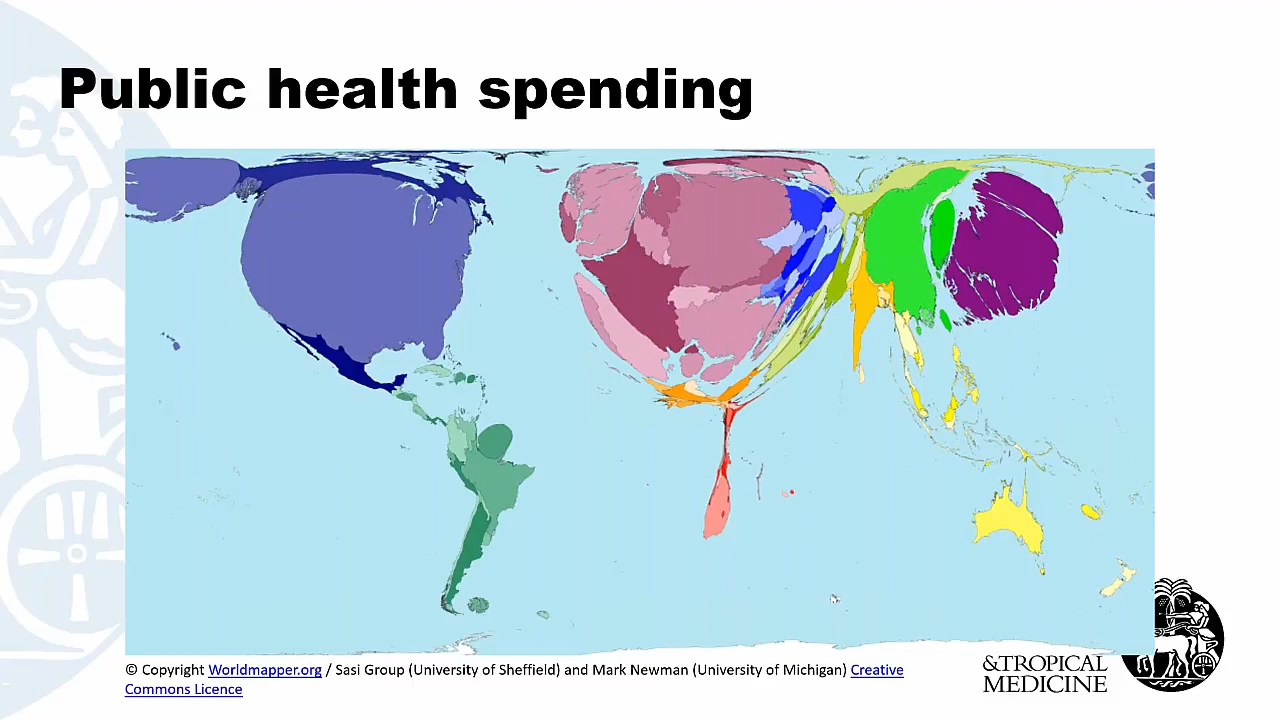 Public health spending
© Copyright Worldmapper.org / Sasi Group (University of Sheffield) and Mark Newman (University of Michigan) Creative
Commons Licence
&TROPICAL
MEDICINE